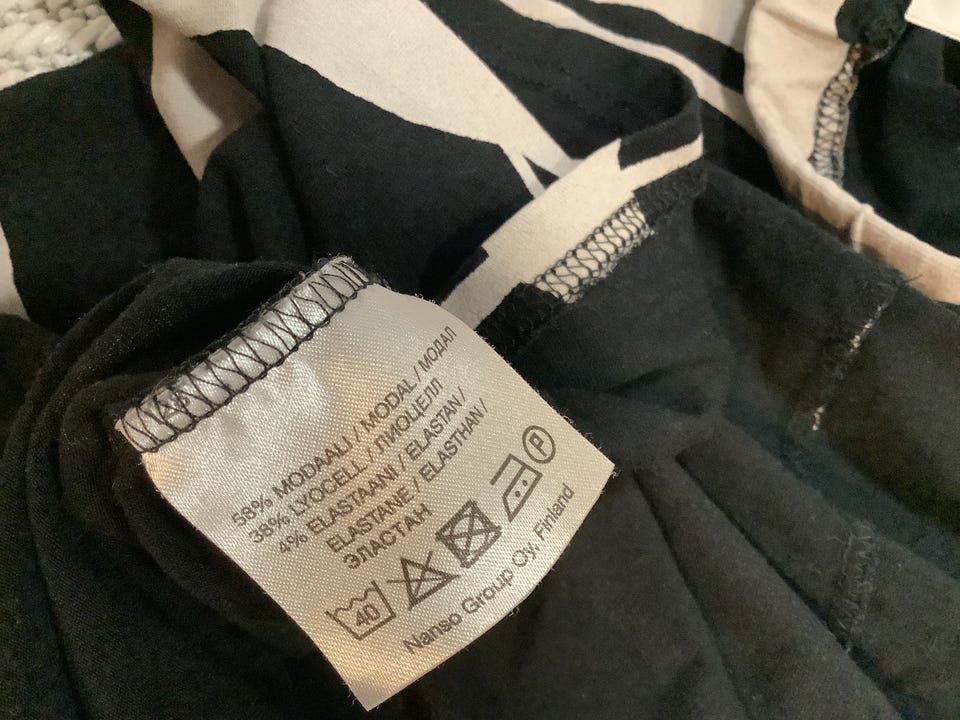 58% MODAALI / MODAL / МОДАЛ
38% LYOCELL / ЛИОЦЕЛЛ
4% ELASTAANI / ELASTAN /
ELASTANE / ELASTHAN /
ЭЛАСТАН
40 P
Nanso Group Oy, Finland